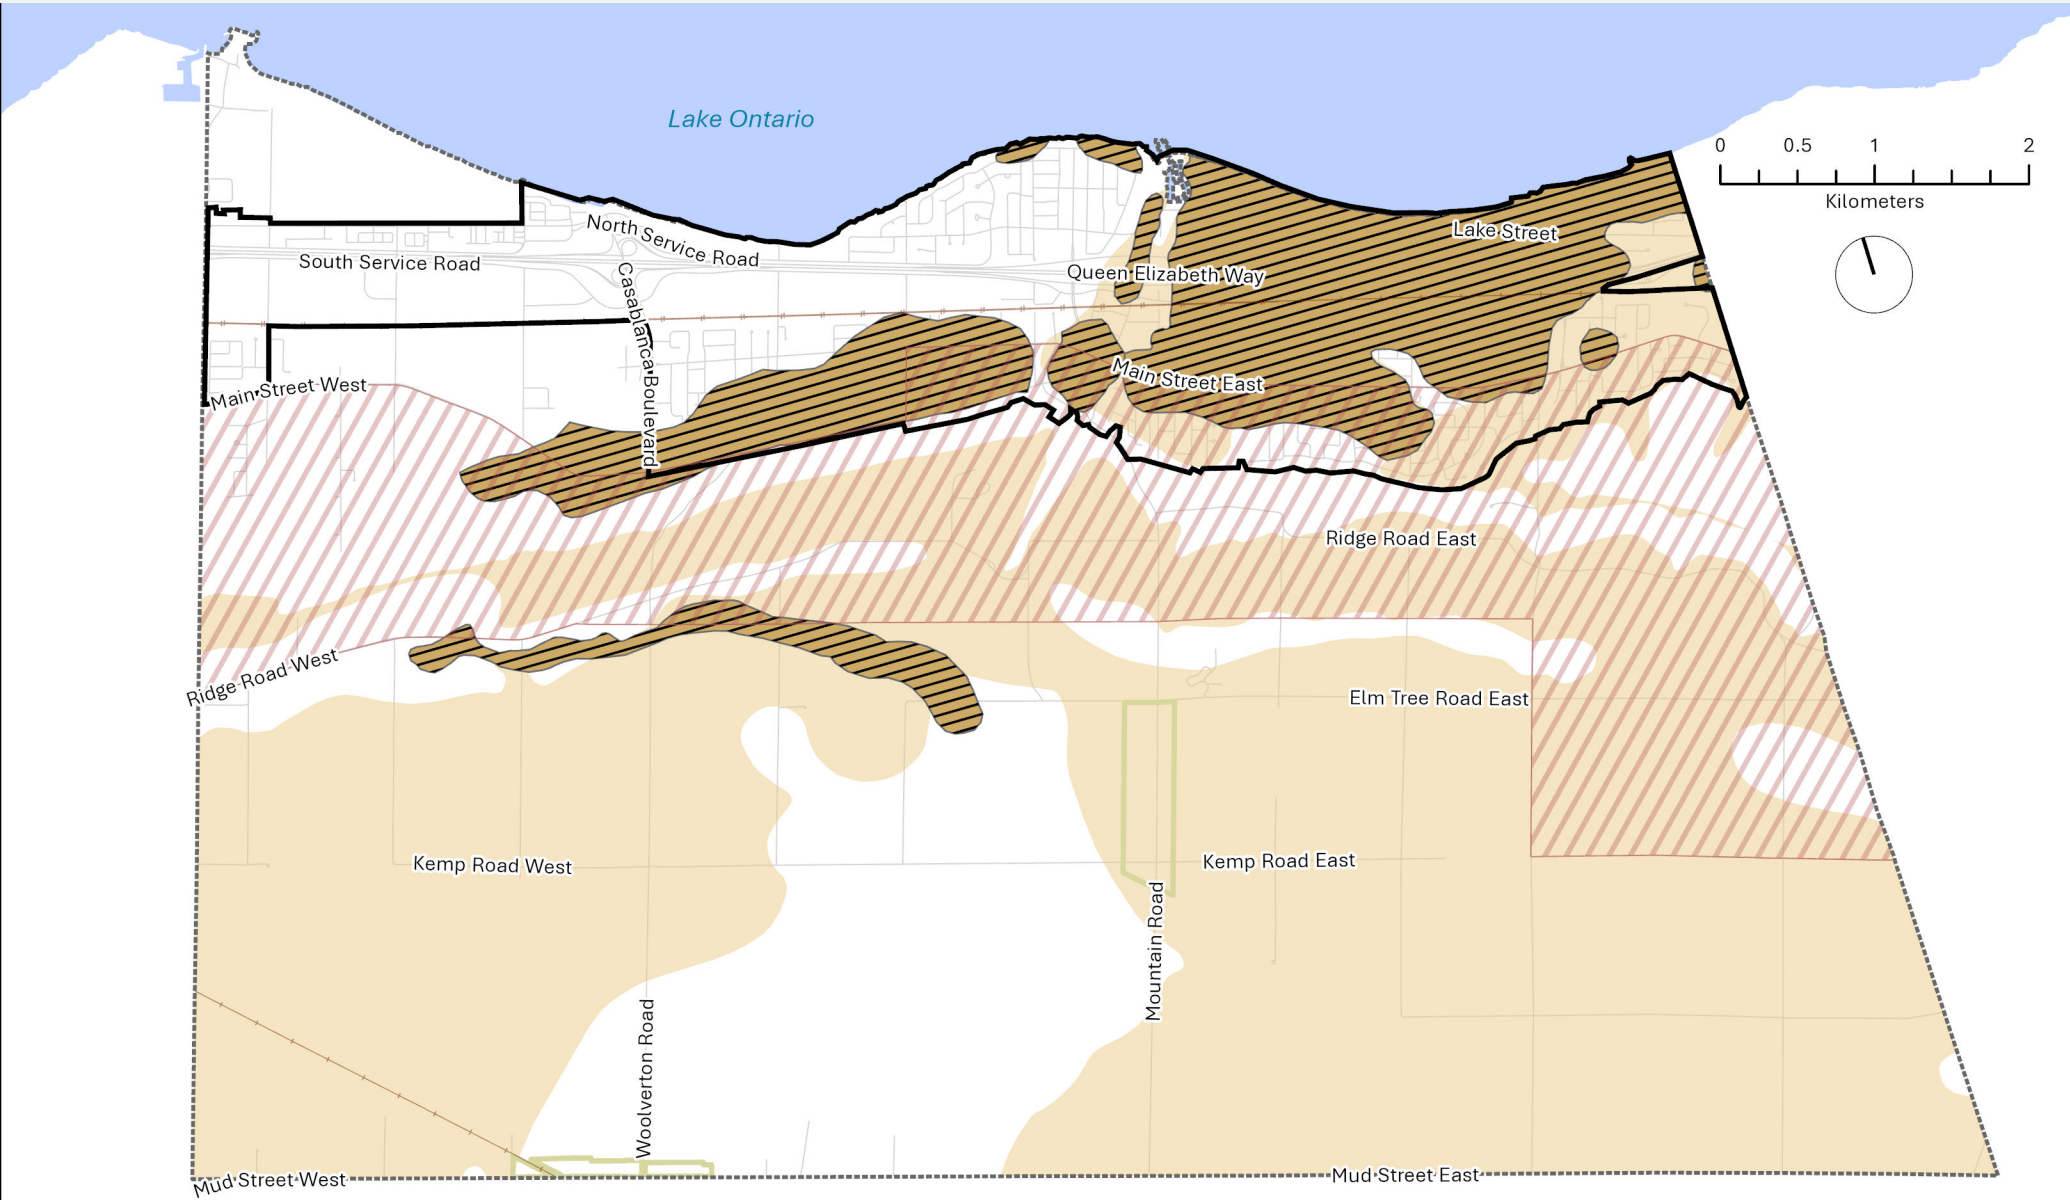 Lake Ontario
0 0.5 1 2
Kilometers
North Service Road
South Service Road
Lake Street
Queen Elizabeth Way
Casablanca Boulevard
Main Street West
Main Street East
Ridge Road East
Ridge Road West
Elm Tree Road East
Kemp Road West
Kemp Road East
Mountain Road
Woolverton Road
Mud Street West
Mud Street East